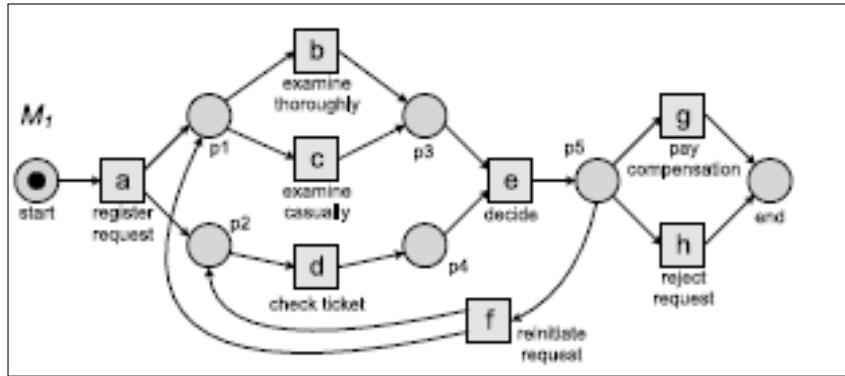 M1
start
a
register
request
p1
p2
b
examine
thoroughly
c
examine
casually
d
check ticket
p3
p4
e
decide
p5
f
reinitiate
request
g
pay
compensation
h
reject
request
end